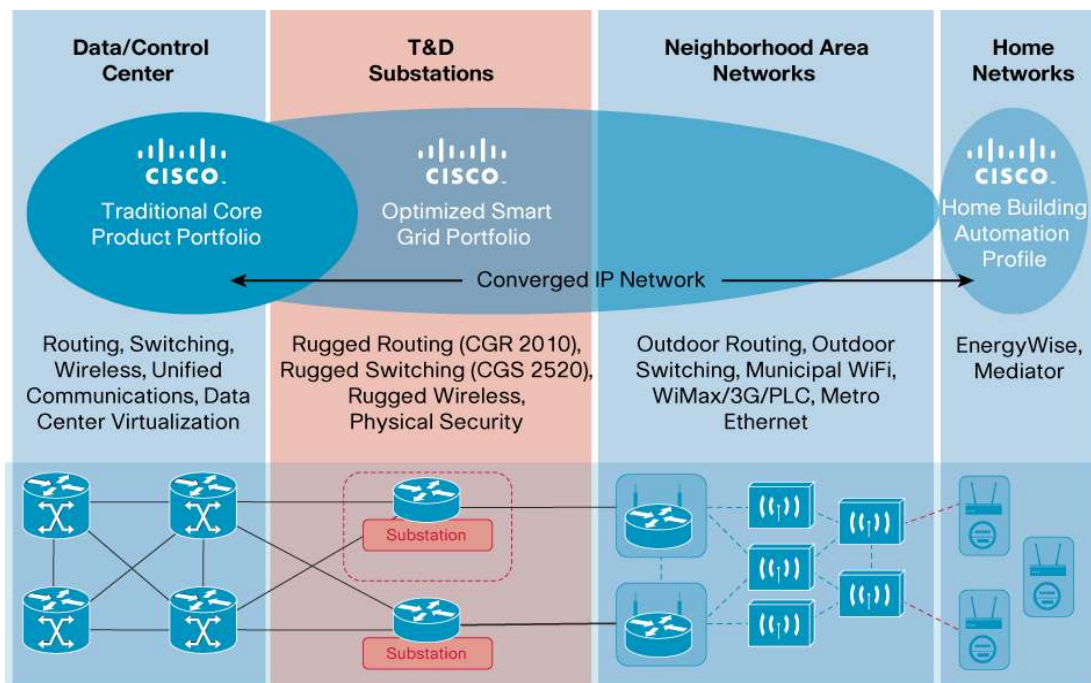 Data/Control
Center
T&D
Substations
Neighborhood Area
Networks
Home
Networks
CISCO™
Traditional Core
Product Portfolio
CISCO™
Optimized Smart
Grid Portfolio
CISCO™
Home Building
Automation
Profile
Converged IP Network
Routing, Switching,
Wireless, Unified
Communications, Data
Center Virtualization
Rugged Routing (CGR 2010),
Rugged Switching (CGS 2520),
Rugged Wireless,
Physical Security
Outdoor Routing, Outdoor
Switching, Municipal WiFi,
WiMax/3G/PLC, Metro
Ethernet
EnergyWise,
Mediator
Substation
Substation